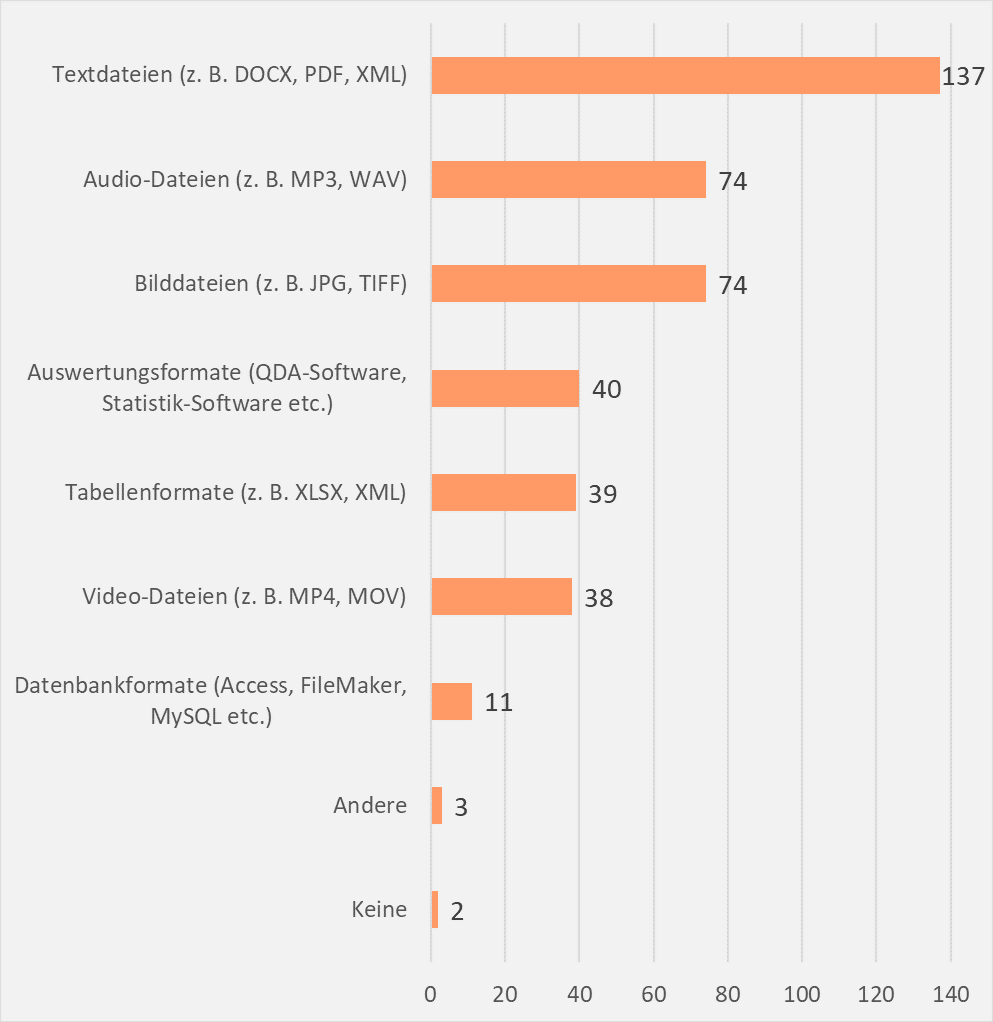 Textdateien (z. B. DOCX, PDF, XML)
137
Audio-Dateien (z. B. MP3, WAV)
74
Bilddateien (z. B. JPG, TIFF)
74
Auswertungsformate (QDA-Software,
Statistik-Software etc.)
40
Tabellenformate (z. B. XLSX, XML)
39
Video-Dateien (z. B. MP4, MOV)
38
Datenbankformate (Access, FileMaker,
MySQL etc.)
11
Andere
3
Keine
2
0 20 40 60 80 100 120 140